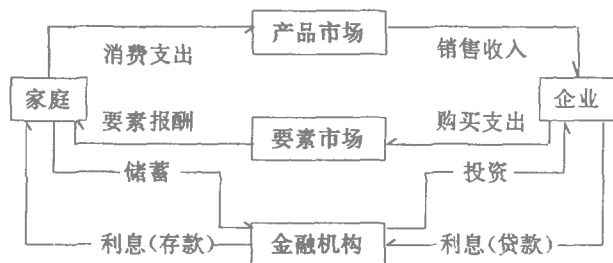 产品市场
消费支出
销售收入
家庭
企业
要素报酬
要素市场
购买支出
储蓄
投资
利息(存款)
金融机构
利息(贷款)